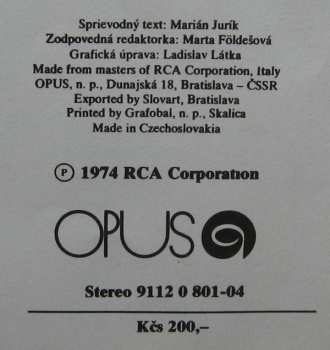 Sprievodný text: Marián Jurík
Zodpovedná redaktorka: Marta Földešová
Grafická úprava: Ladislav Látka
Made from masters of RCA Corporation, Italy
OPUS, n. p., Dunajská 18, Bratislava – ČSSR
Exported by Slovart, Bratislava
Printed by Grafobal, n. p., Skalica
Made in Czechoslovakia
Ⓟ 1974 RCA Corporation
OPUS
Stereo 9112 0 801-04
Kčs 200,–